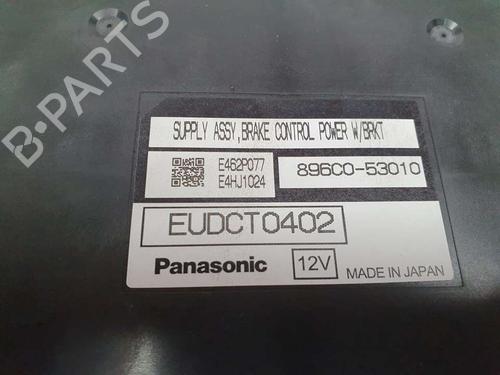 B-PARTS
SUPPLY ASSY, BRAKE CONTROL POWER W/BRKT
E462P077
E4HJ1024
896C0-53010
EUDCT0402
Panasonic 12V MADE IN JAPAN